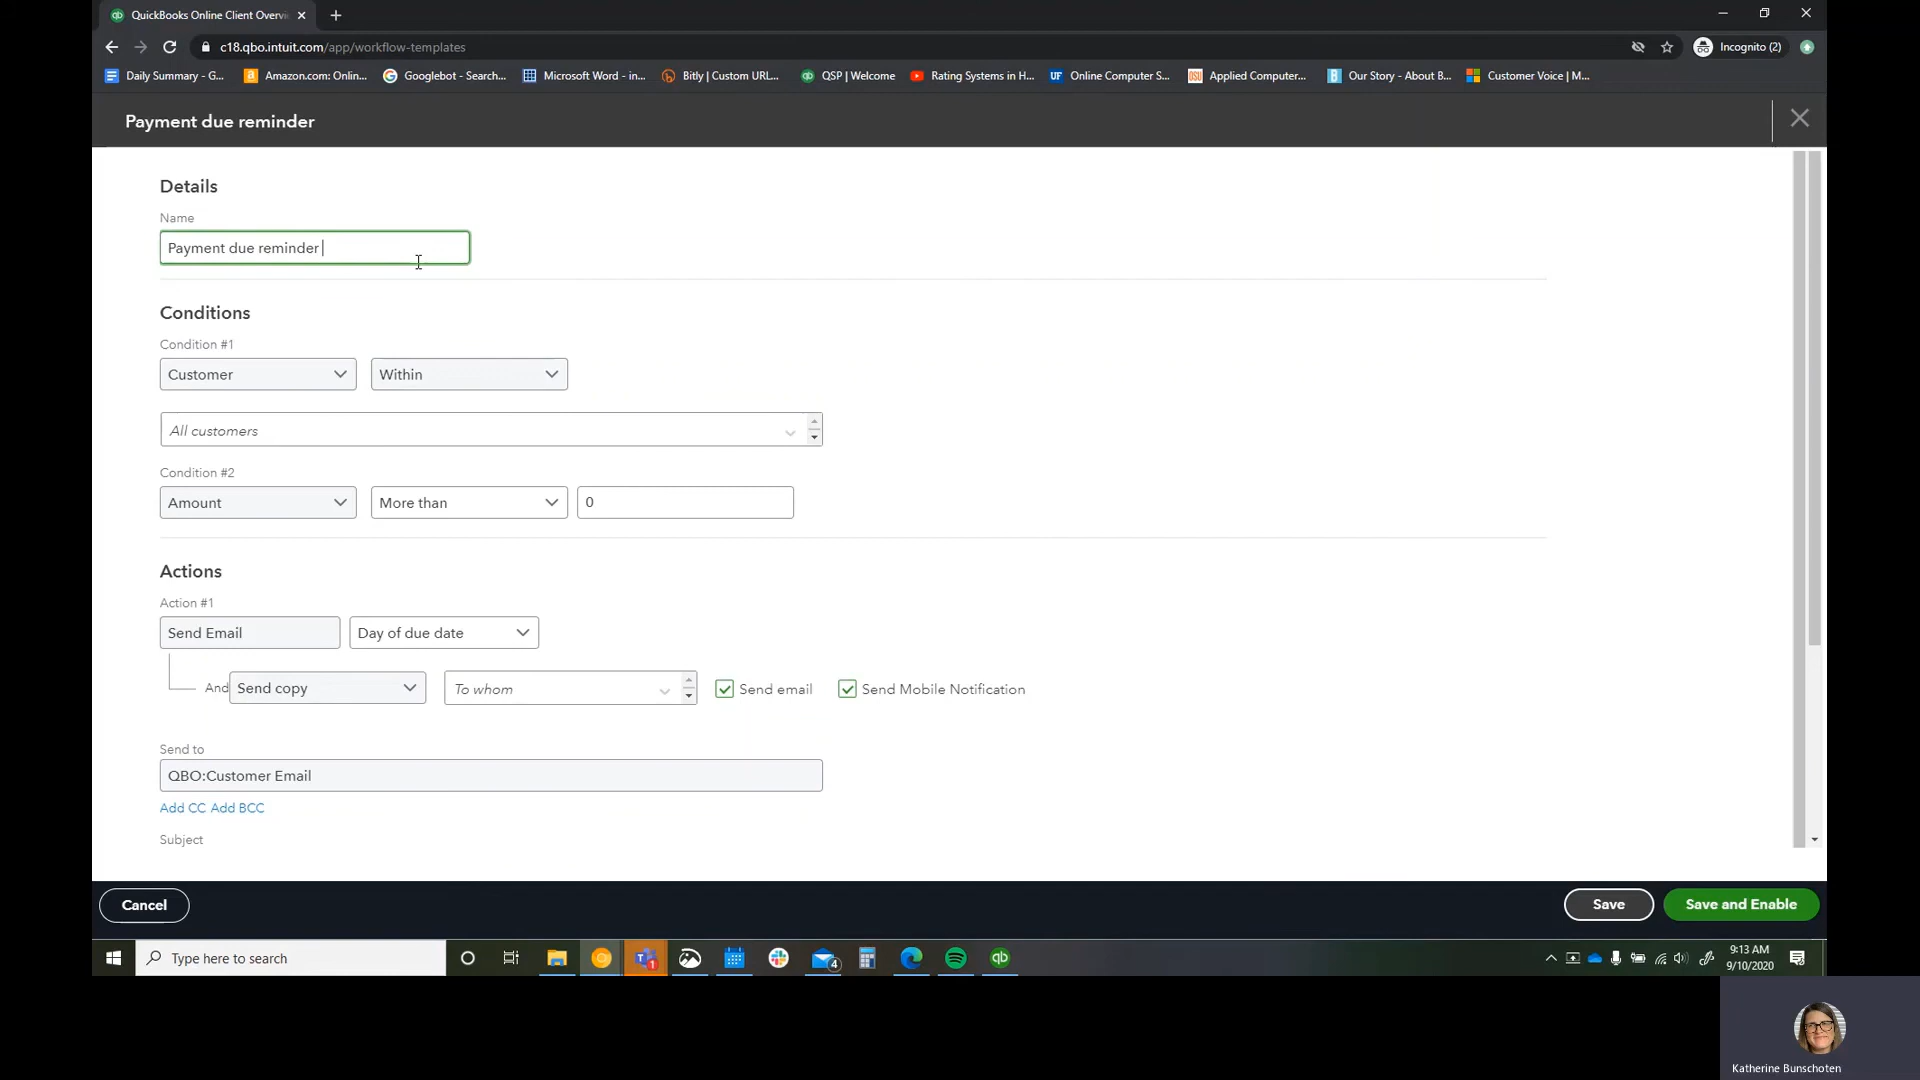 QuickBooks Online Client Overvi
c18.qbo.intuit.com/app/workflow-templates
Incognito (2)
Daily Summary - G...
Amazon.com: Onlin...
Googlebot - Search...
Microsoft Word - in...
Bitly | Custom URL...
QSP | Welcome
Rating Systems in H...
Online Computer S...
Applied Computer...
Our Story - About B...
Customer Voice | M...
Payment due reminder
Details
Name
Payment due reminder
Conditions
Condition #1
Customer Within
All customers
Condition #2
Amount More than 0
Actions
Action #1
Send Email Day of due date
And Send copy To whom Send email Send Mobile Notification
Send to
QBO:Customer Email
Add CC Add BCC
Subject
Cancel Save Save and Enable
Type here to search
9:13 AM
9/10/2020
Katherine Bunschoten